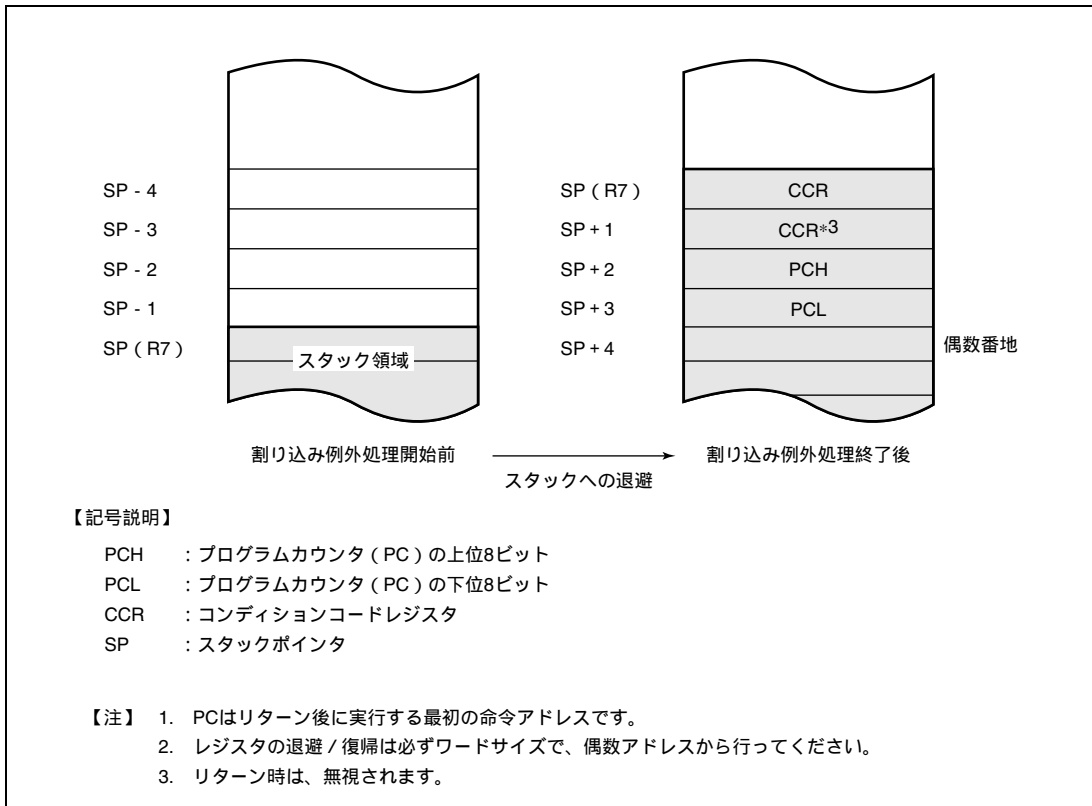 SP - 4
SP - 3
SP - 2
SP - 1
SP ( R7 )
スタック領域
SP ( R7 )
SP + 1
SP + 2
SP + 3
SP + 4
CCR
CCR*3
PCH
PCL
偶数番地
割り込み例外処理開始前
スタックへの退避
割り込み例外処理終了後
【記号説明】
PCH : プログラムカウンタ ( PC ) の上位8ビット
PCL : プログラムカウンタ ( PC ) の下位8ビット
CCR : コンディションコードレジスタ
SP : スタックポインタ
【注】 1. PCはリターン後に実行する最初の命令アドレスです。
2. レジスタの退避 / 復帰は必ずワードサイズで、偶数アドレスから行ってください。
3. リターン時は、無視されます。